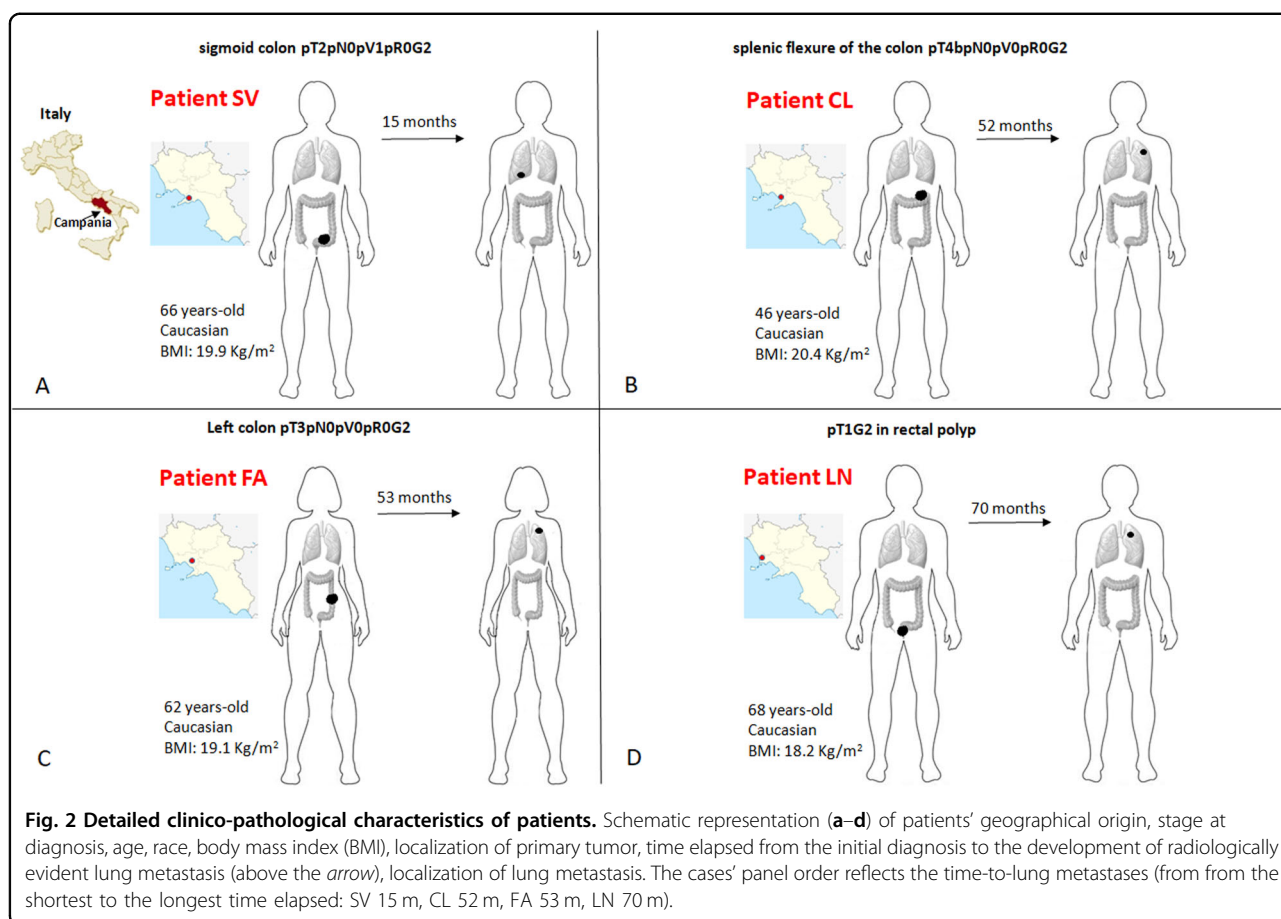 sigmoid colon pT2pN0pV1pR0G2
Italy
Campania
Patient SV
15 months
66 years-old
Caucasian
BMI: 19.9 Kg/m²
A
splenic flexure of the colon pT4bpN0pV0pR0G2
Patient CL
52 months
46 years-old
Caucasian
BMI: 20.4 Kg/m²
B
Left colon pT3pN0pV0pR0G2
Patient FA
53 months
62 years-old
Caucasian
BMI: 19.1 Kg/m²
C
pT1G2 in rectal polyp
Patient LN
70 months
68 years-old
Caucasian
BMI: 18.2 Kg/m²
D
Fig. 2 Detailed clinico-pathological characteristics of patients. Schematic representation (a–d) of patients' geographical origin, stage at
diagnosis, age, race, body mass index (BMI), localization of primary tumor, time elapsed from the initial diagnosis to the development of radiologically
evident lung metastasis (above the arrow), localization of lung metastasis. The cases' panel order reflects the time-to-lung metastases (from from the
shortest to the longest time elapsed: SV 15 m, CL 52 m, FA 53 m, LN 70 m).